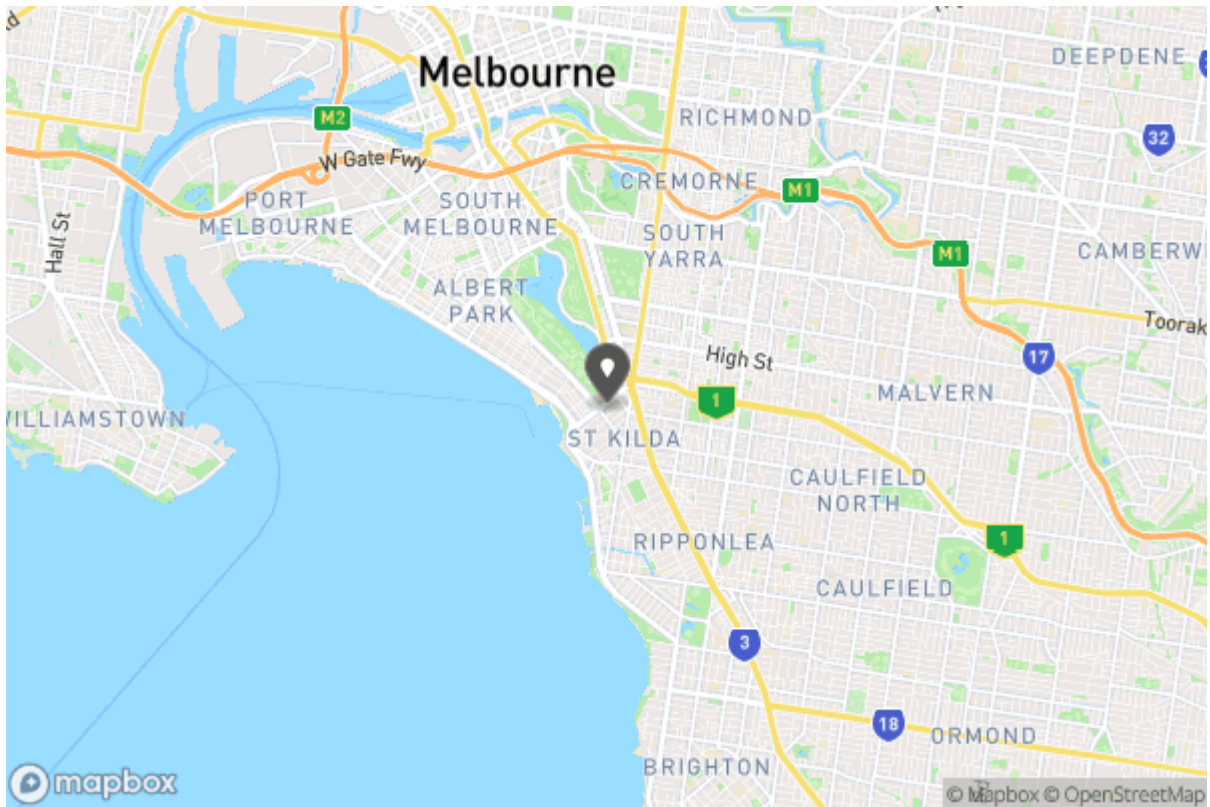 Melbourne
DEEPDENE
M2
RICHMOND
32
W Gate Fwy
CREMORNE
M1
PORT
MELBOURNE
SOUTH
MELBOURNE
Hall St
SOUTH
YARRA
M1
CAMBERW
ALBERT
PARK
Toorak
High St
17
1
MALVERN
WILLIAMSTOWN
ST KILDA
CAULFIELD
NORTH
RIPPONLEA
1
CAULFIELD
3
18
ORMOND
BRIGHTON
mapbox
© Mapbox © OpenStreetMap